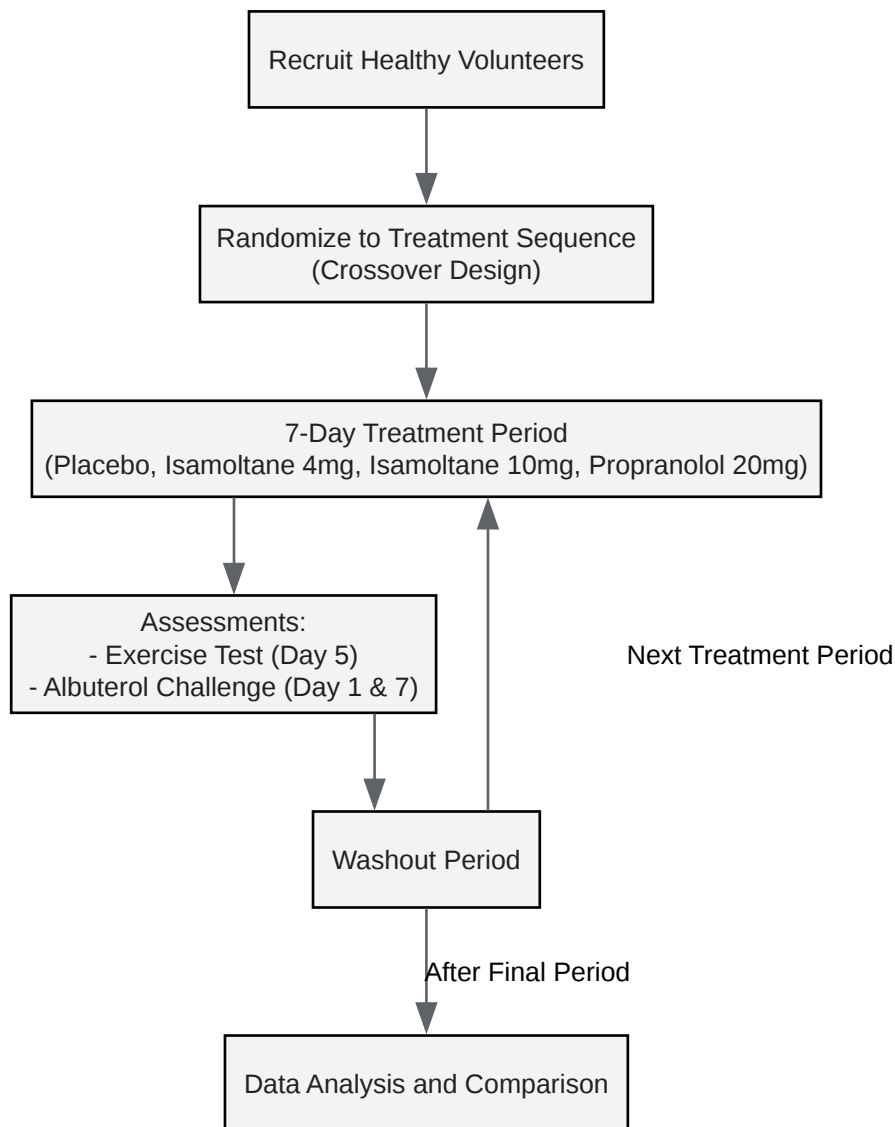 Recruit Healthy Volunteers
Randomize to Treatment Sequence
(Crossover Design)
7-Day Treatment Period
(Placebo, Isamoltane 4mg, Isamoltane 10mg, Propranolol 20mg)
Assessments:
- Exercise Test (Day 5)
- Albuterol Challenge (Day 1 & 7)
Next Treatment Period
Washout Period
After Final Period
Data Analysis and Comparison